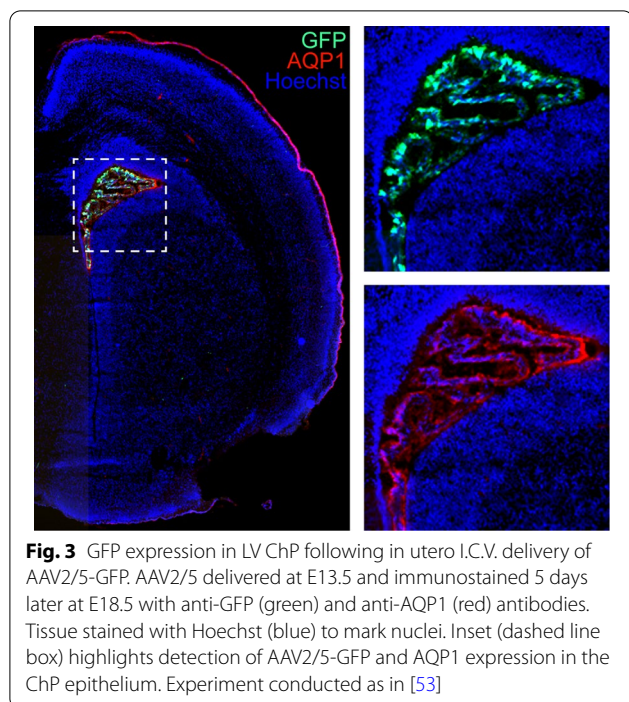 GFP
AQP1
Hoechst
Fig. 3 GFP expression in LV ChP following in utero I.C.V. delivery of
AAV2/5-GFP. AAV2/5 delivered at E13.5 and immunostained 5 days
later at E18.5 with anti-GFP (green) and anti-AQP1 (red) antibodies.
Tissue stained with Hoechst (blue) to mark nuclei. Inset (dashed line
box) highlights detection of AAV2/5-GFP and AQP1 expression in the
ChP epithelium. Experiment conducted as in [53]